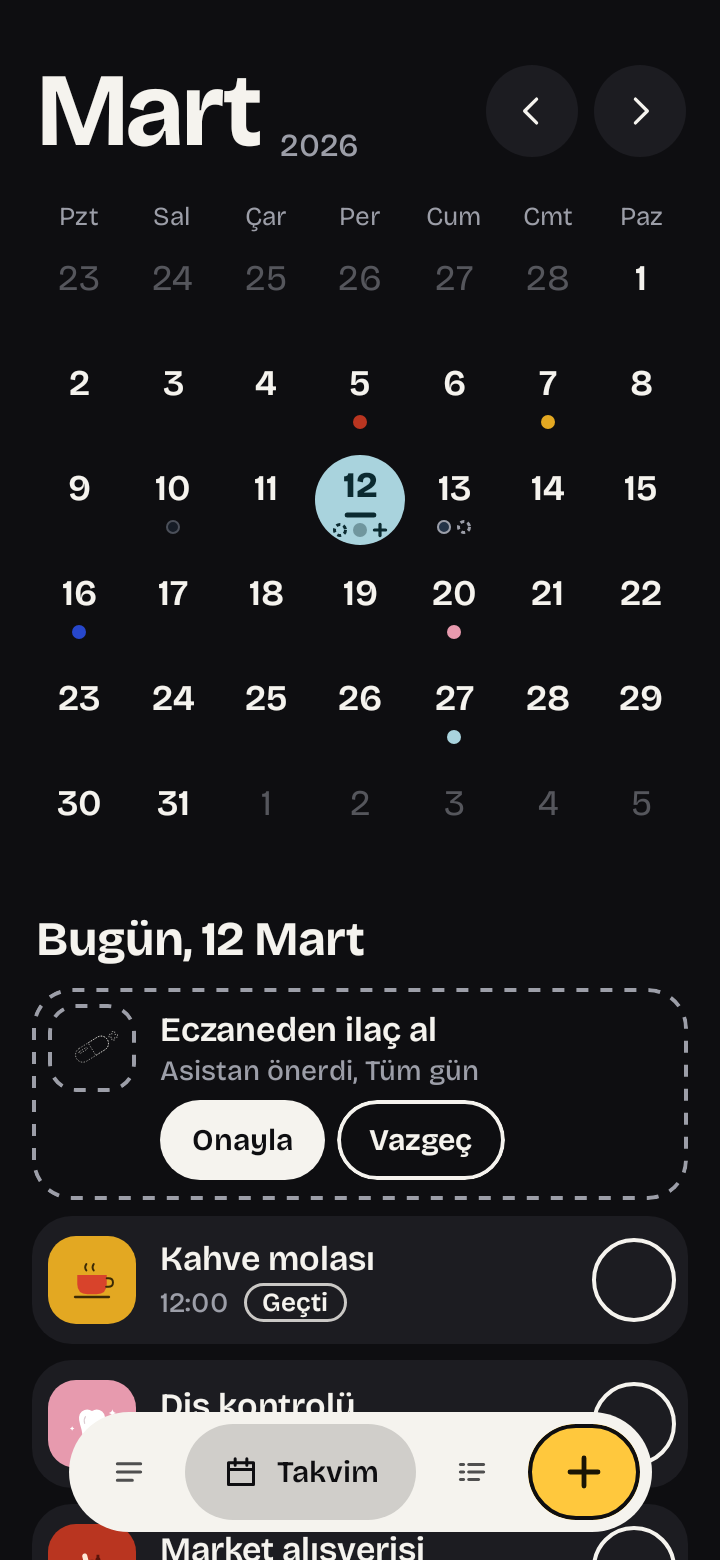 Mart 2026
Pzt Sal Çar Per Cum Cmt Paz
23 24 25 26 27 28 1
2 3 4 5 6 7 8
9 10 11 12 13 14 15
16 17 18 19 20 21 22
23 24 25 26 27 28 29
30 31 1 2 3 4 5
Bugün, 12 Mart
Eczaneden ilaç al
Asistan önerdi, Tüm gün
Onayla Vazgeç
Kahve molası
12:00 Geçti
Diş kontrolü
Takvim
Market alışverişi